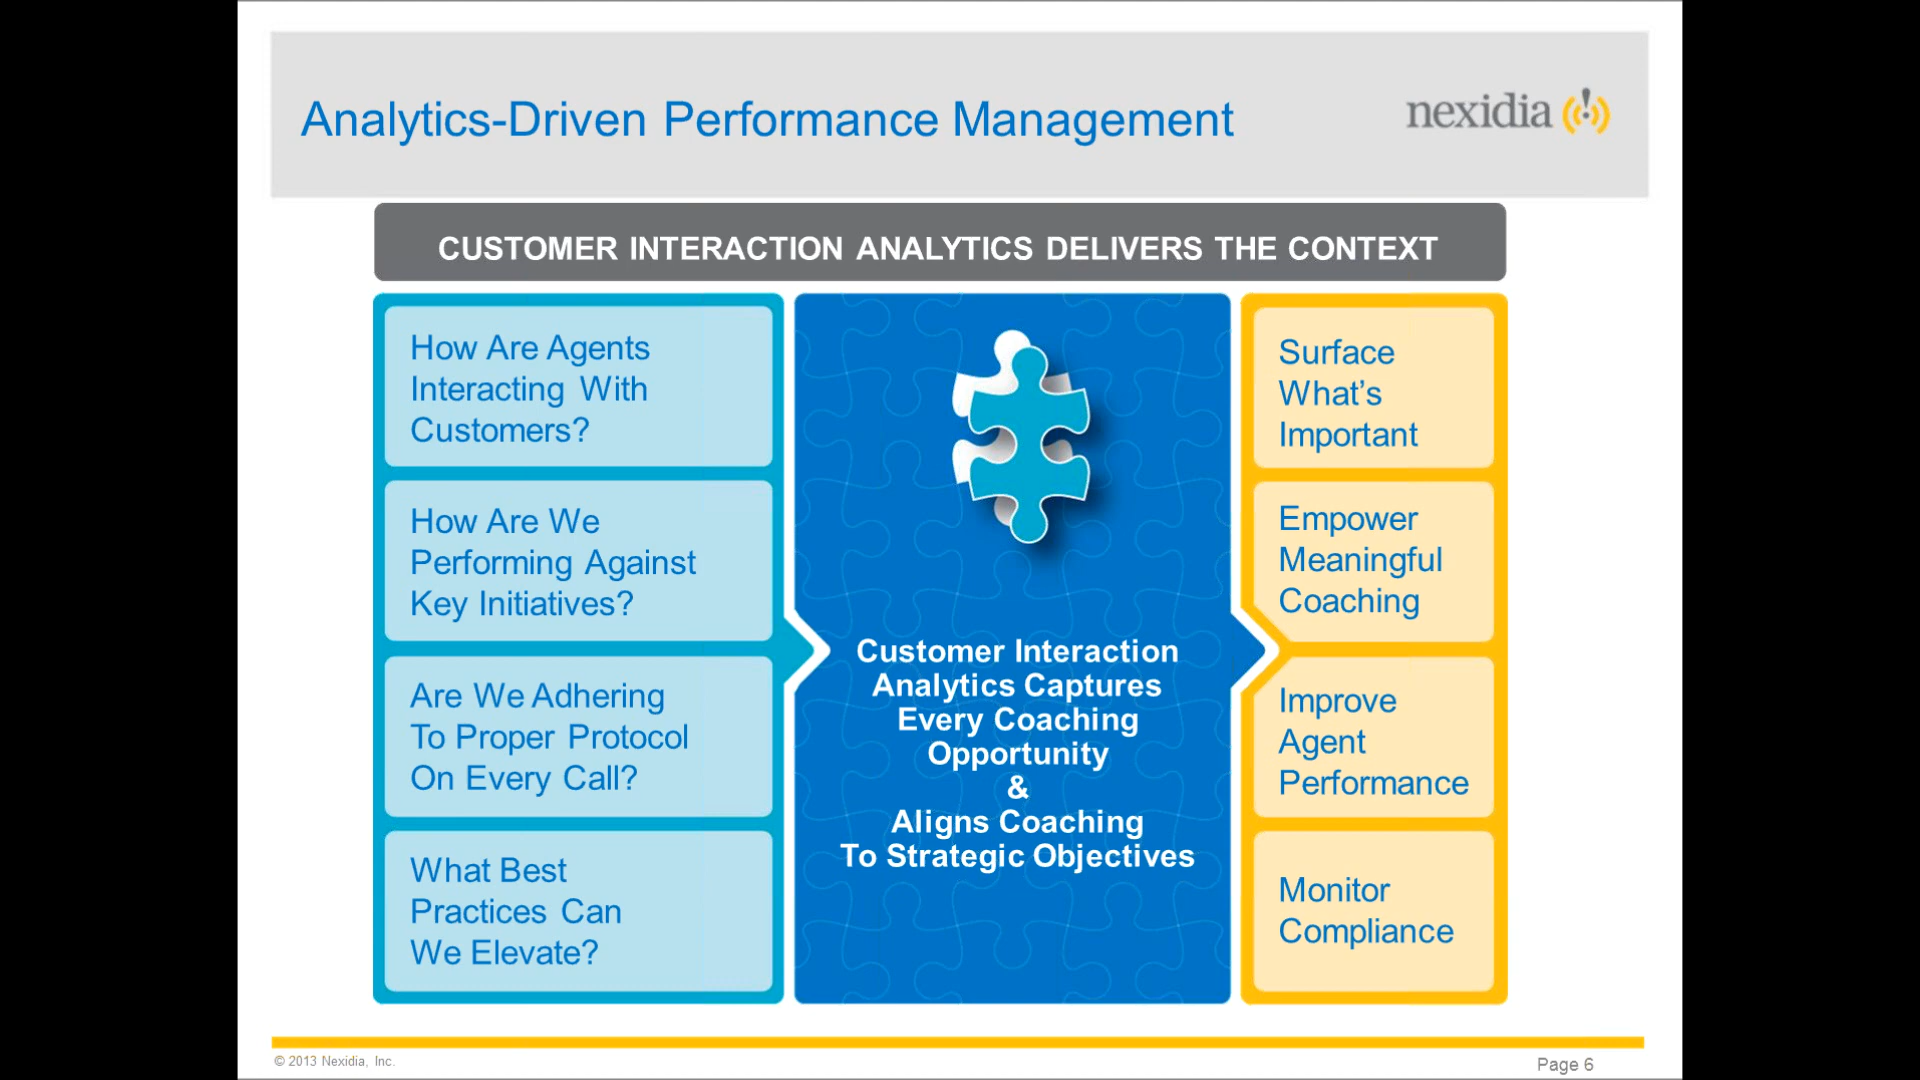 Analytics-Driven Performance Management
nexidia
CUSTOMER INTERACTION ANALYTICS DELIVERS THE CONTEXT
How Are Agents
Interacting With
Customers?
How Are We
Performing Against
Key Initiatives?
Are We Adhering
To Proper Protocol
On Every Call?
What Best
Practices Can
We Elevate?
Customer Interaction
Analytics Captures
Every Coaching
Opportunity
&
Aligns Coaching
To Strategic Objectives
Surface
What’s
Important
Empower
Meaningful
Coaching
Improve
Agent
Performance
Monitor
Compliance
© 2013 Nexidia, Inc.
Page 6